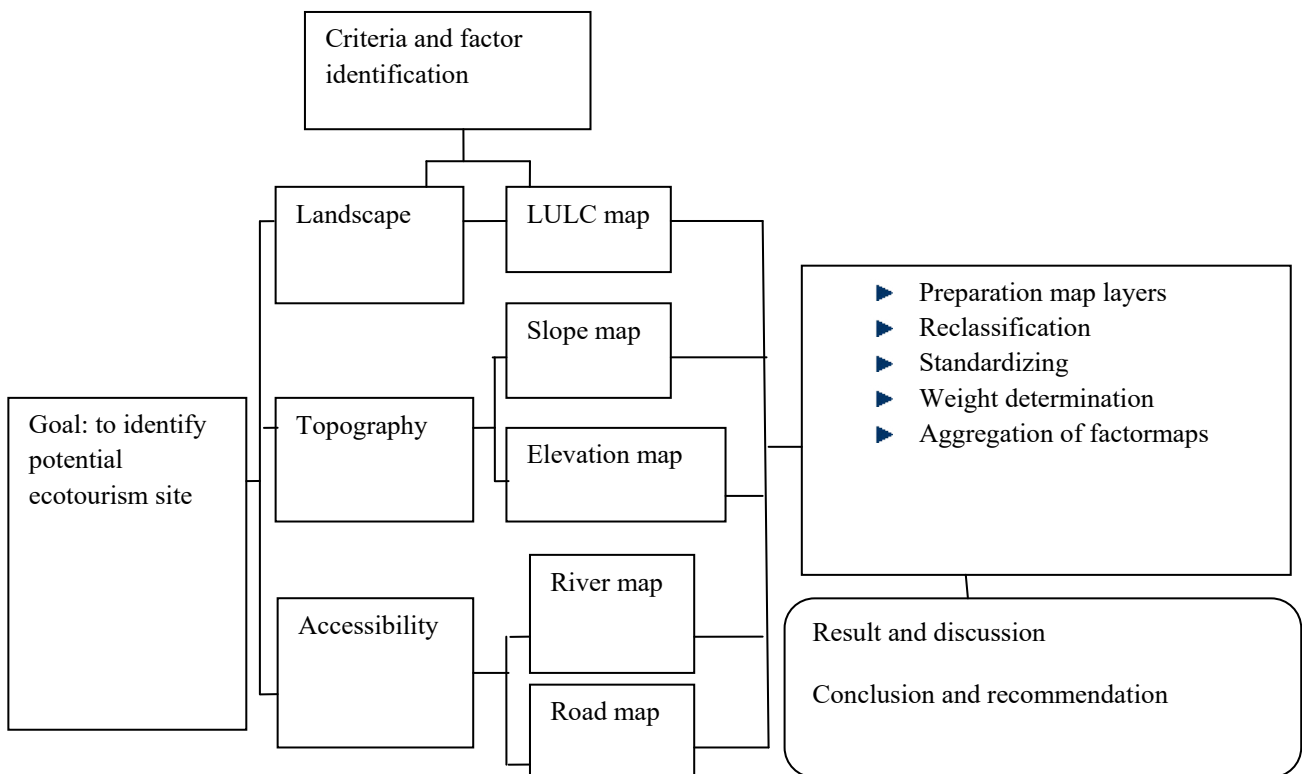 Criteria and factor
identification
Landscape
LULC map
Slope map
Goal: to identify
potential
ecotourism site
Topography
Elevation map
River map
Accessibility
Road map
Preparation map layers
Reclassification
Standardizing
Weight determination
Aggregation of factormaps
Result and discussion
Conclusion and recommendation